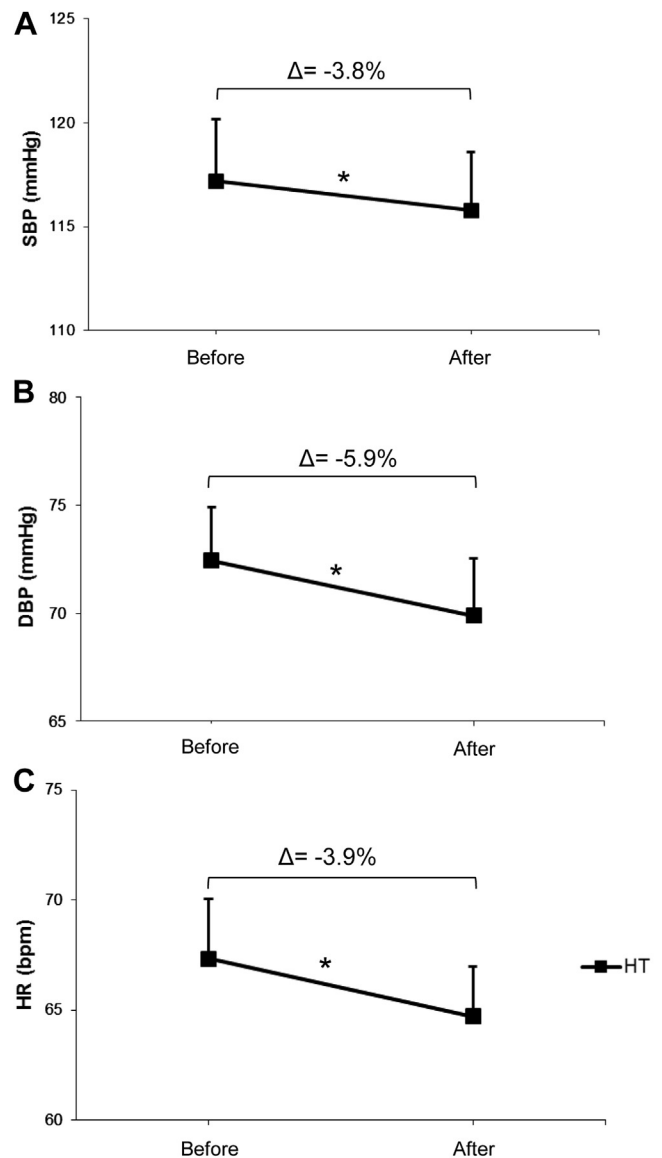 A
125
Δ= -3.8%
120
*
SBP (mmHg)
115
110
Before After
B
80
Δ= -5.9%
75
*
DBP (mmHg)
70
65
Before After
C
75
Δ= -3.9%
70
*
HR (bpm)
HT
65
60
Before After